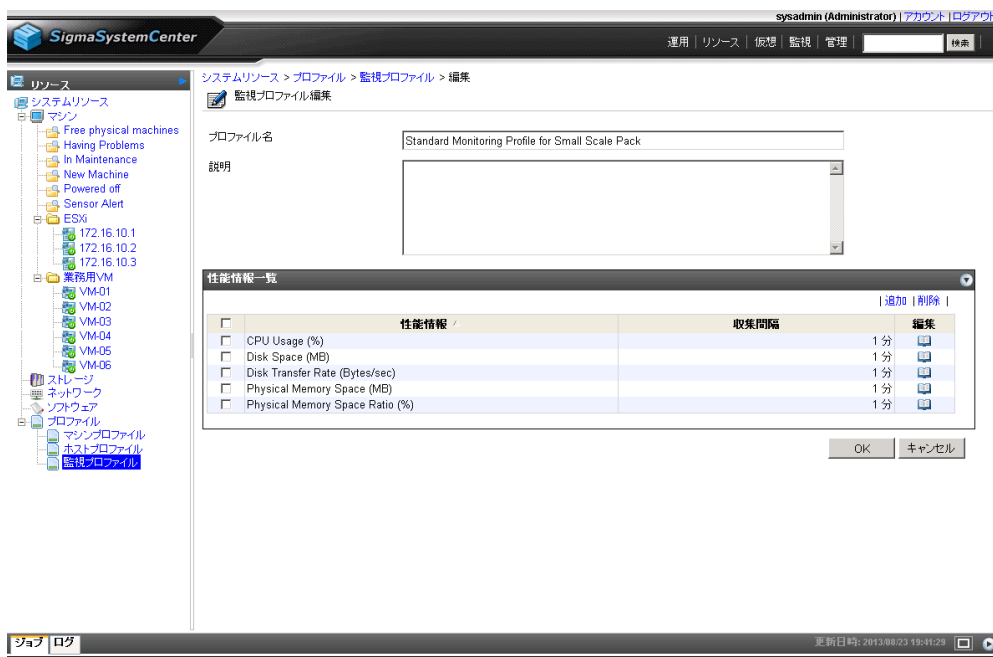 sysadmin (Administrator) | アカウント | ログアウト
SigmaSystemCenter
運用 | リソース | 仮想 | 監視 | 管理 | 検索 |
リソース
システムリソース
マシン
Free physical machines
Having Problems
In Maintenance
New Machine
Powered off
Sensor Alert
ESXi
172.16.10.1
172.16.10.2
172.16.10.3
業務用VM
VM-01
VM-02
VM-03
VM-04
VM-05
VM-06
ストレージ
ネットワーク
ソフトウェア
プロファイル
マシンプロファイル
ホストプロファイル
監視プロファイル
システムリソース > プロファイル > 監視プロファイル > 編集
監視プロファイル編集
プロファイル名 Standard Monitoring Profile for Small Scale Pack
説明
性能情報一覧
| 追加 | 削除 |
性能情報 収集間隔 編集
CPU Usage (%) 1 分
Disk Space (MB) 1 分
Disk Transfer Rate (Bytes/sec) 1 分
Physical Memory Space (MB) 1 分
Physical Memory Space Ratio (%) 1 分
OK キャンセル
ジョブ ログ 更新日時: 2013/08/23 19:41:29